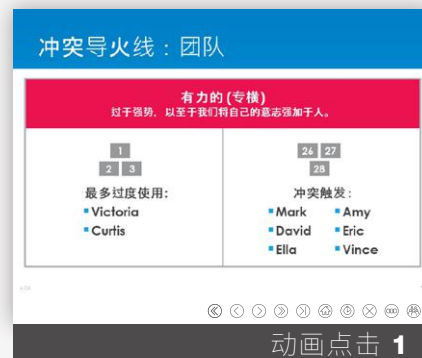 冲突导火线：团队
有力的 (专横)
过于强势，以至于我们将自己的意志强加于人。
1
2 3
最多过度使用:
Victoria
Curtis
26 27
28
冲突触发:
Mark Amy
David Eric
Ella Vince
动画点击 1